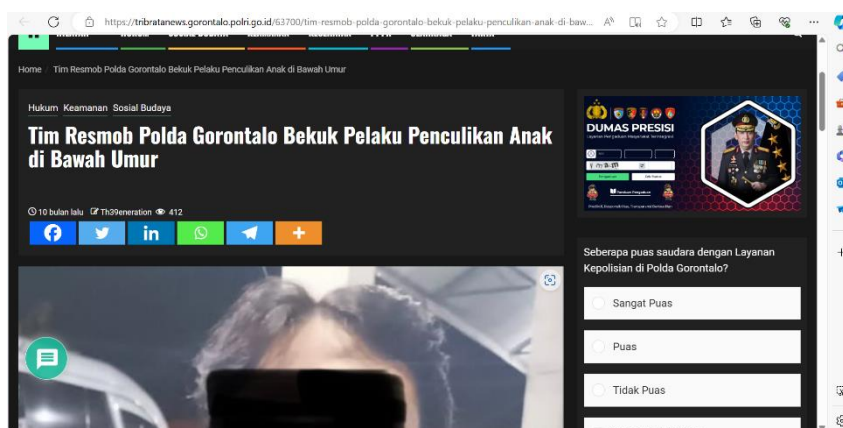 https://tribratanews.gorontalo.polri.go.id/63700/tim-resmob-polda-gorontalo-bekuk-pelaku-penculikan-anak-di-baw...
Home / Tim Resmob Polda Gorontalo Bekuk Pelaku Penculikan Anak di Bawah Umur
Hukum Keamanan Sosial Budaya
Tim Resmob Polda Gorontalo Bekuk Pelaku Penculikan Anak
di Bawah Umur
10 bulan lalu Th39eneration 412
in
DUMAS PRESISI
Seberapa puas saudara dengan Layanan
Kepolisian di Polda Gorontalo?
Sangat Puas
Puas
Tidak Puas